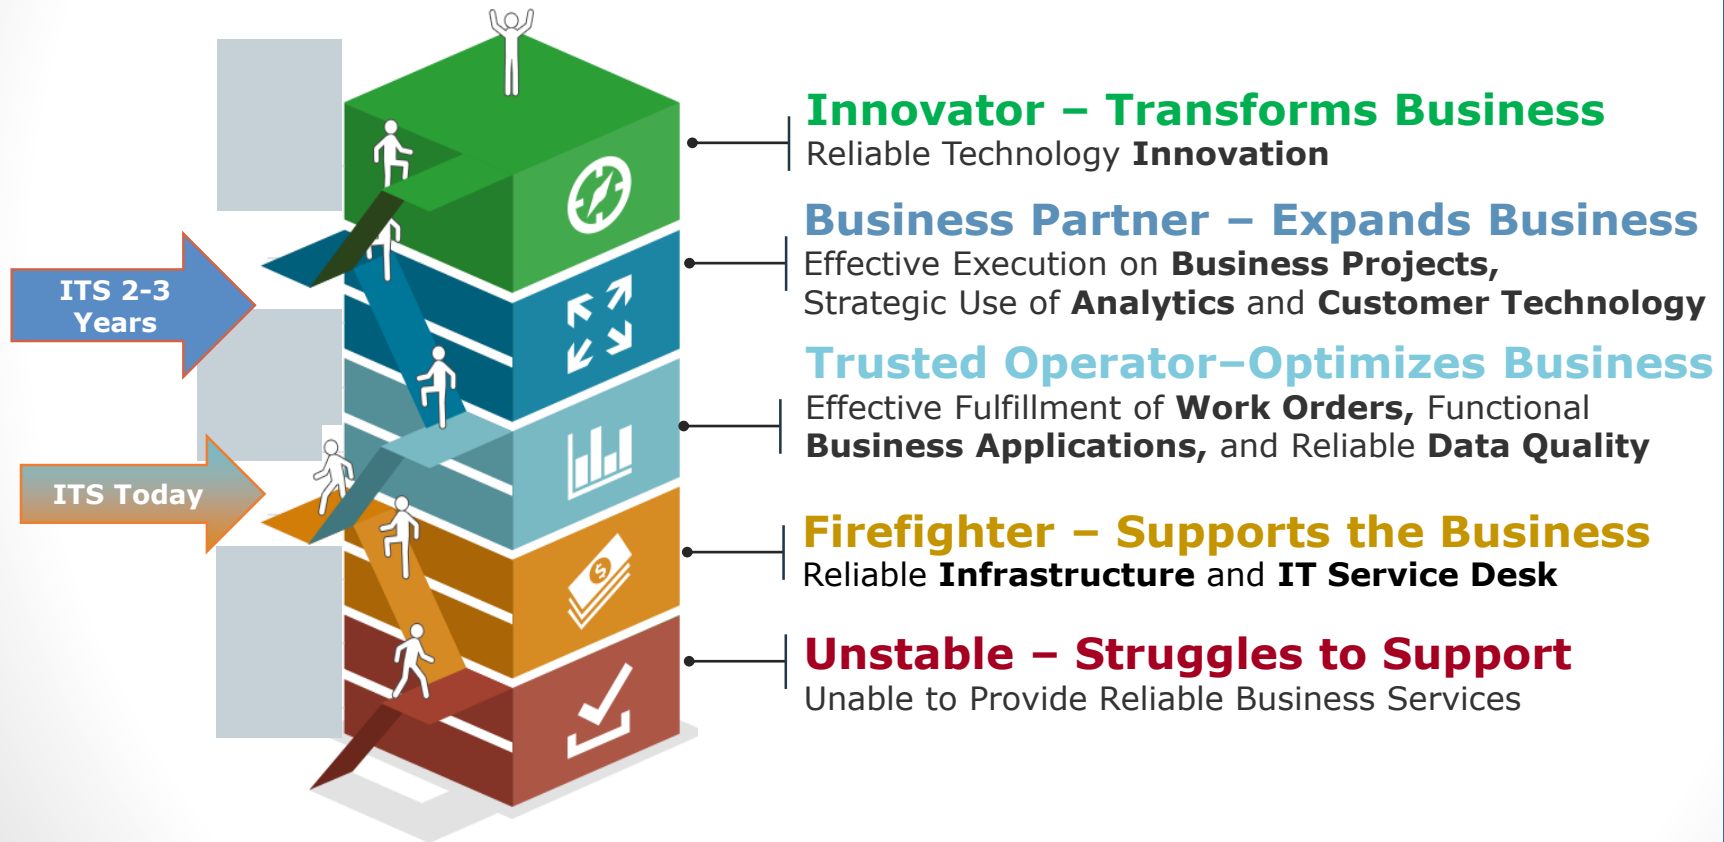 Innovator – Transforms Business
Reliable Technology Innovation
Business Partner – Expands Business
Effective Execution on Business Projects,
Strategic Use of Analytics and Customer Technology
ITS 2-3
Years
Trusted Operator–Optimizes Business
Effective Fulfillment of Work Orders, Functional
Business Applications, and Reliable Data Quality
ITS Today
Firefighter – Supports the Business
Reliable Infrastructure and IT Service Desk
Unstable – Struggles to Support
Unable to Provide Reliable Business Services
$